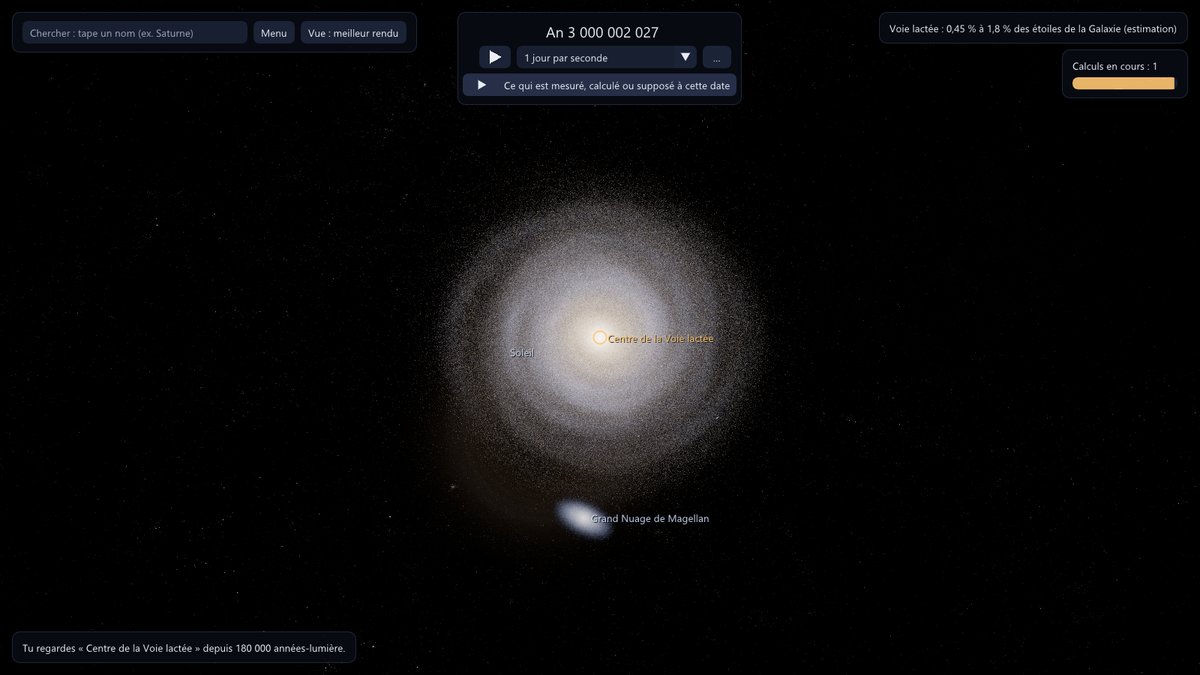 Chercher : tape un nom (ex. Saturne)
Menu
Vue : meilleur rendu
An 3 000 002 027
1 jour par seconde
...
Ce qui est mesuré, calculé ou supposé à cette date
Voie lactée : 0,45 % à 1,8 % des étoiles de la Galaxie (estimation)
Calculs en cours : 1
Centre de la Voie lactée
Soleil
Grand Nuage de Magellan
Tu regardes « Centre de la Voie lactée » depuis 180 000 années-lumière.